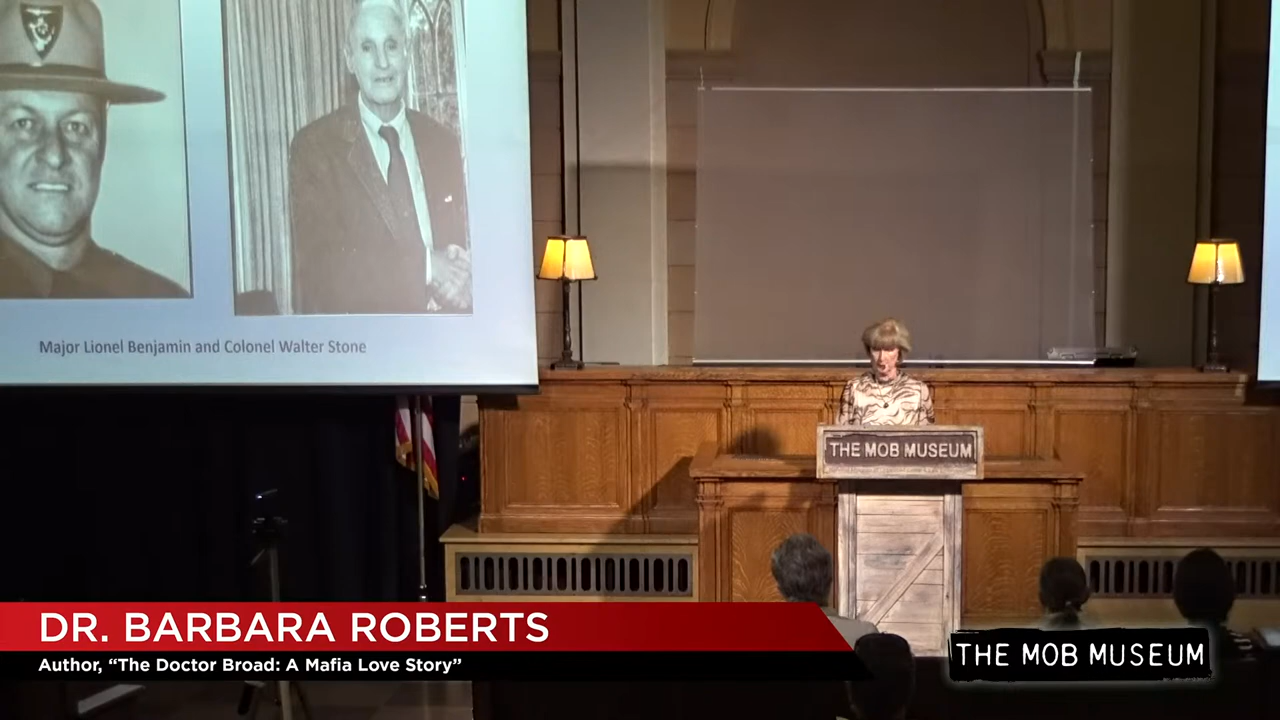 Major Lionel Benjamin and Colonel Walter Stone
THE MOB MUSEUM
DR. BARBARA ROBERTS
Author, “The Doctor Broad: A Mafia Love Story”
THE MOB MUSEUM